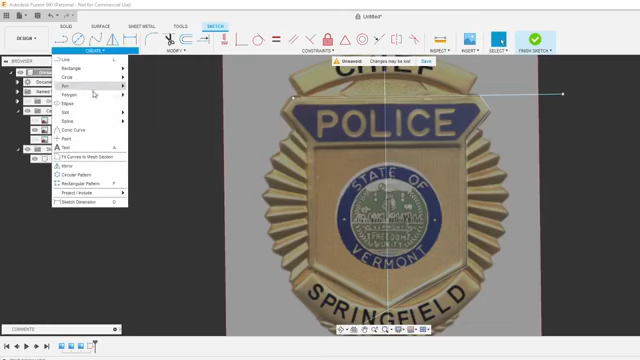 Autodesk Fusion 360 (Personal - Not for Commercial Use)
Untitled*
SOLID SURFACE SHEET METAL TOOLS SKETCH
DESIGN
CREATE MODIFY CONSTRAINTS INSPECT INSERT SELECT FINISH SKETCH
BROWSER
Unsaved: Changes may be lost Save
Line L
Rectangle
Circle
Arc
Polygon
Ellipse
Slot
Spline
Conic Curve
Point
Text
Fit Curves to Mesh Section
Mirror
Circular Pattern
Rectangular Pattern
Project / Include
Sketch Dimension D
CHIEF
POLICE
STATE OF
FREEDOM
UNITY
VERMONT
SPRINGFIELD
COMMENTS